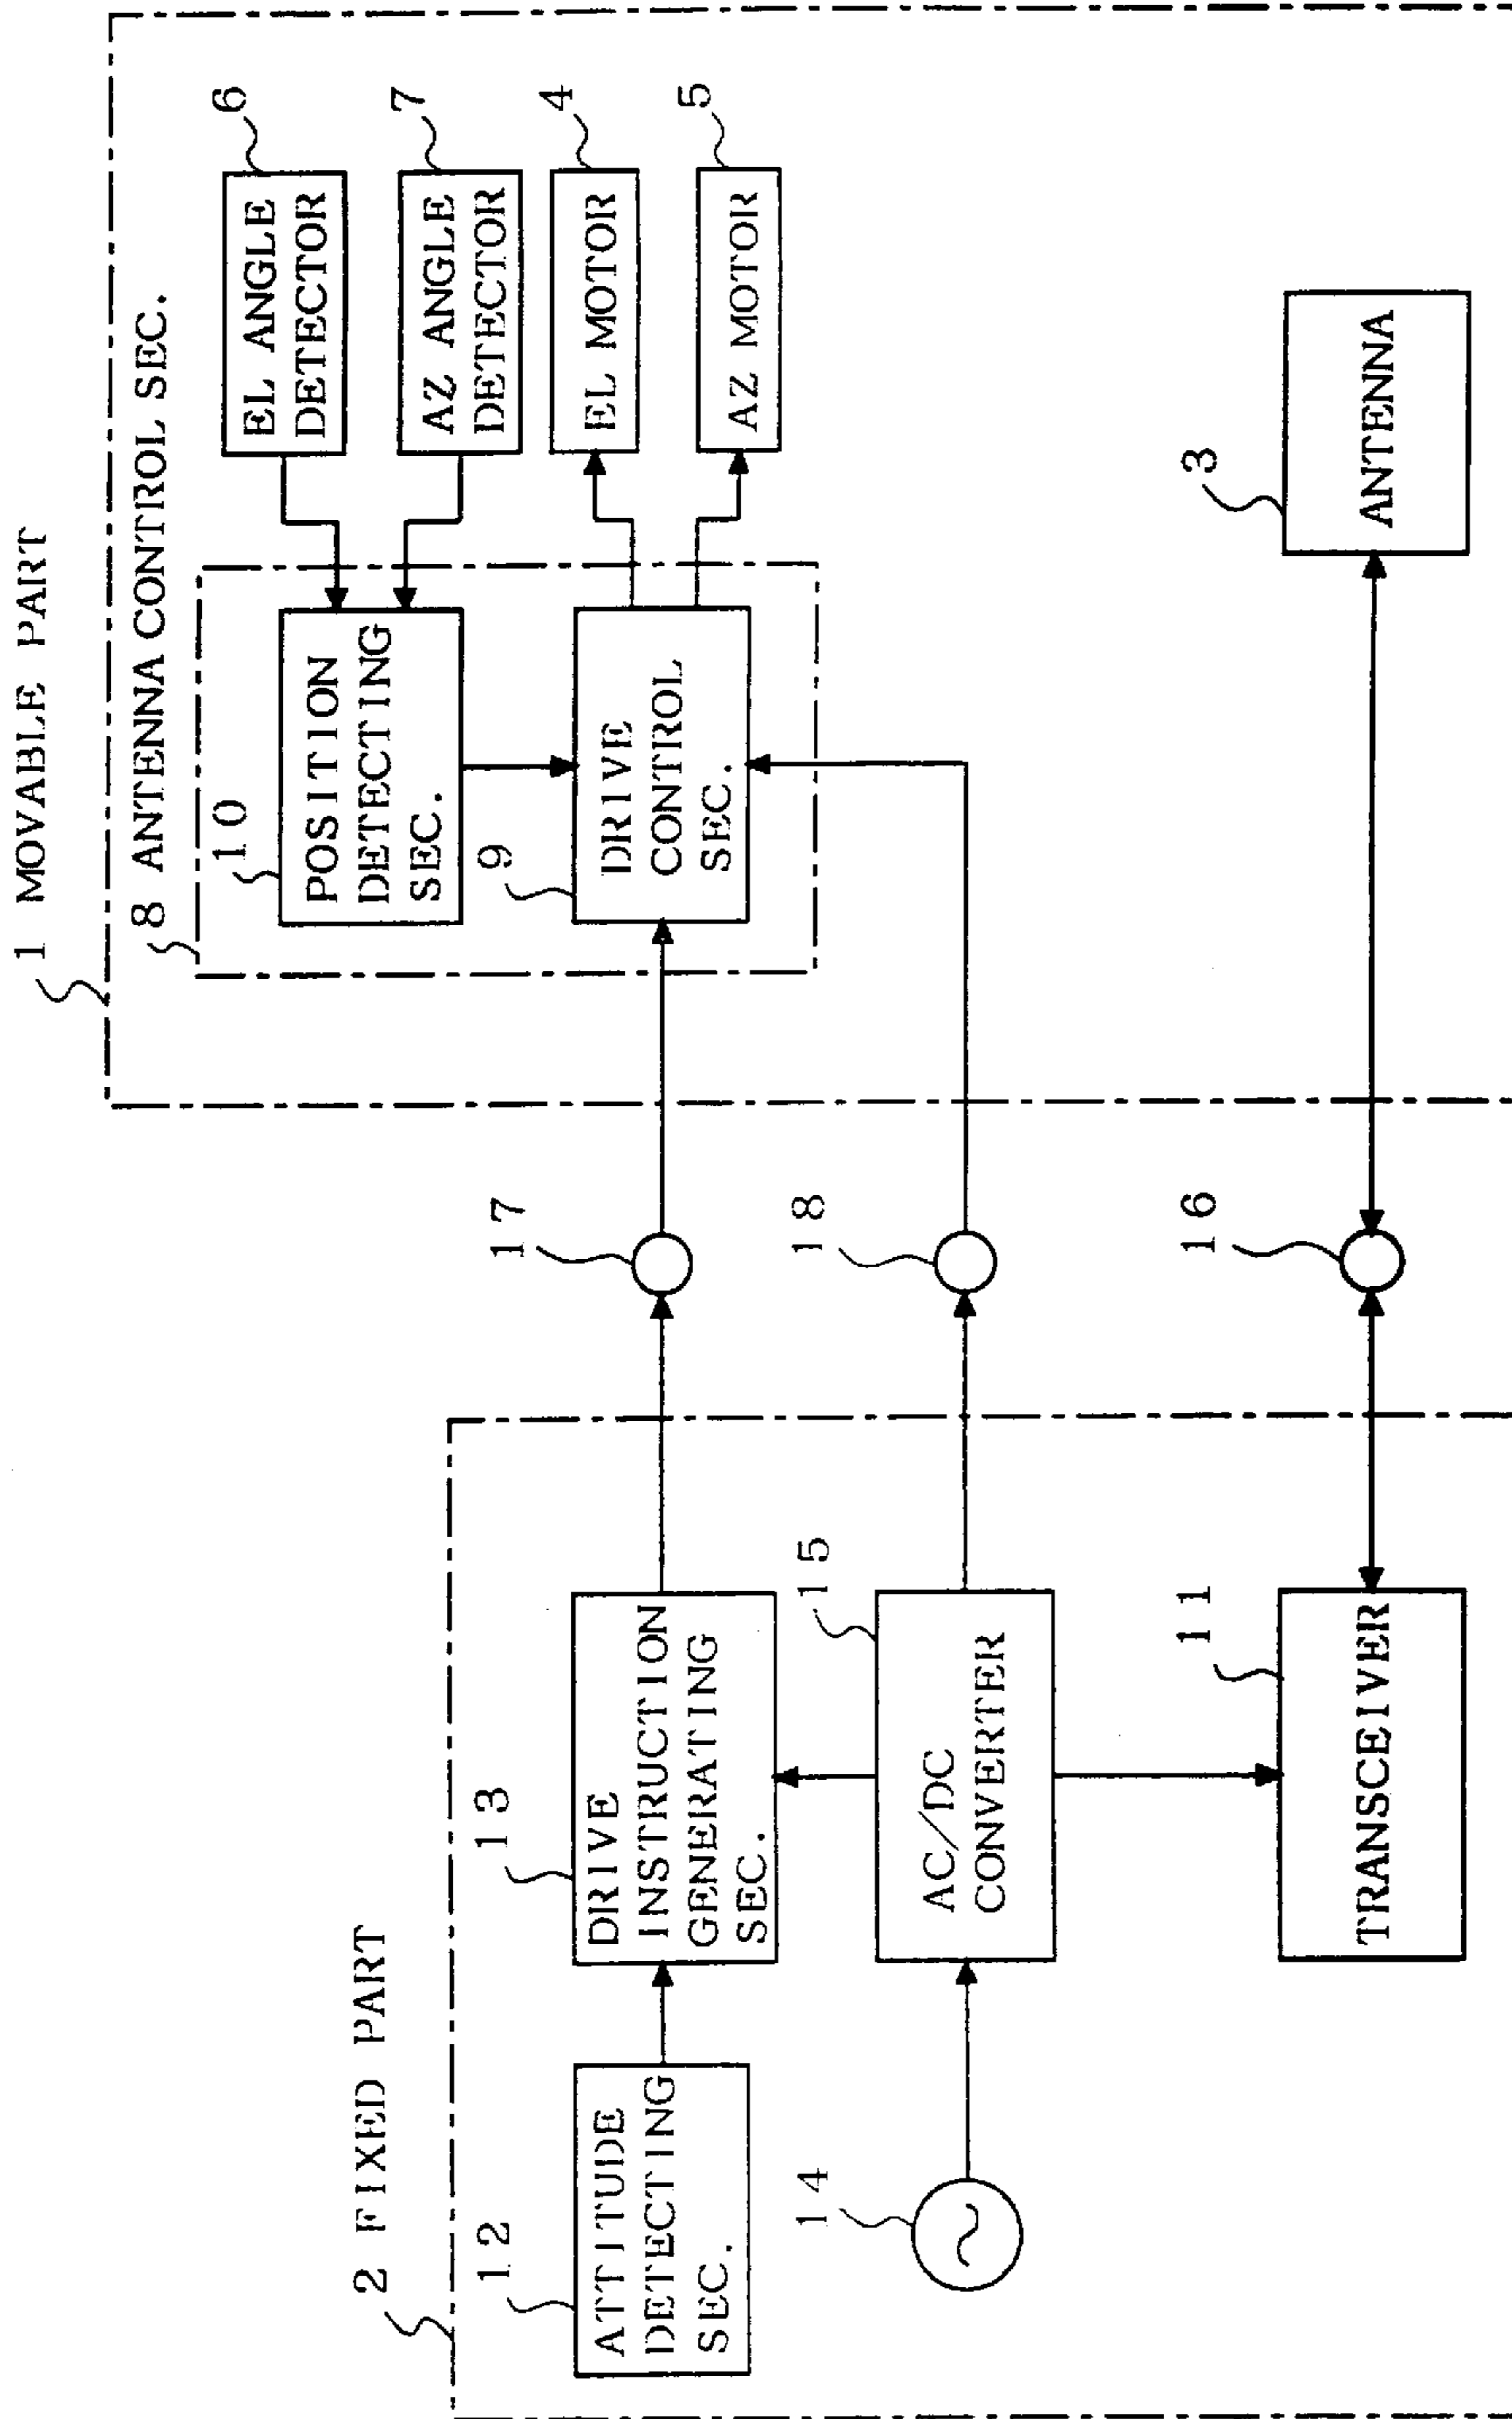 1 MOVABLE PART
8 ANTENNA CONTROL SEC.
6
EL ANGLE
DETECTOR
7
AZ ANGLE
DETECTOR
4
EL MOTOR
5
AZ MOTOR
10
POSITION
DETECTING
SEC.
9
DRIVE
CONTROL
SEC.
3
ANTENNA
17
18
16
2 FIXED PART
12
ATTITUDE
DETECTING
SEC.
13
DRIVE
INSTRUCTION
GENERATING
SEC.
14
15
AC/DC
CONVERTER
11
TRANSCEIVER